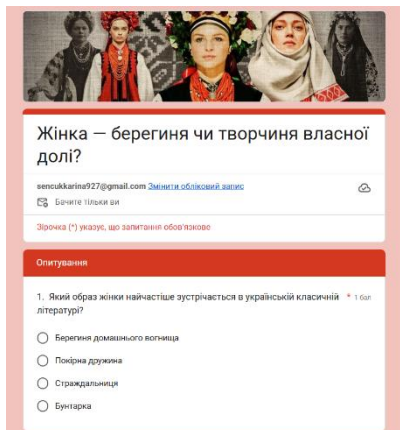 Жінка — берегиня чи творчиня власної
долі?
sencukkarina927@gmail.com Змінити обліковий запис
Бачите тільки ви
Зірочка (*) указує, що запитання обов'язкове
Опитування
1. Який образ жінки найчастіше зустрічається в українській класичній * 1 бал
літературі?
Берегиня домашнього вогнища
Покірна дружина
Страждальниця
Бунтарка